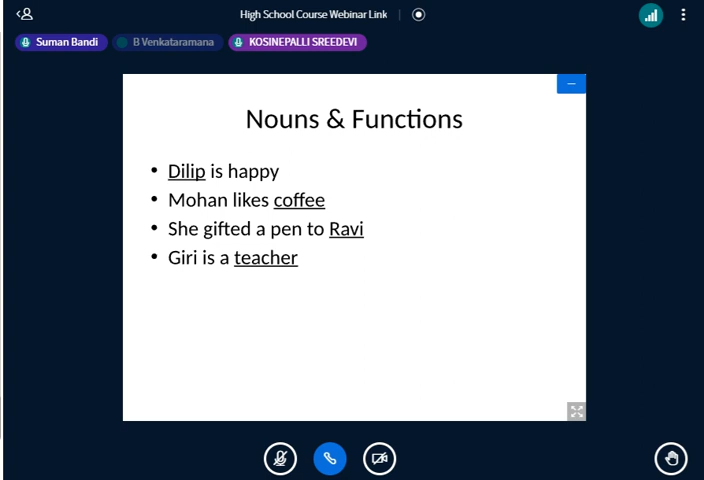 High School Course Webinar Link
Suman Bandi B Venkataramana KOSINEPALLI SREEDEVI
Nouns & Functions
• Dilip is happy
• Mohan likes coffee
• She gifted a pen to Ravi
• Giri is a teacher